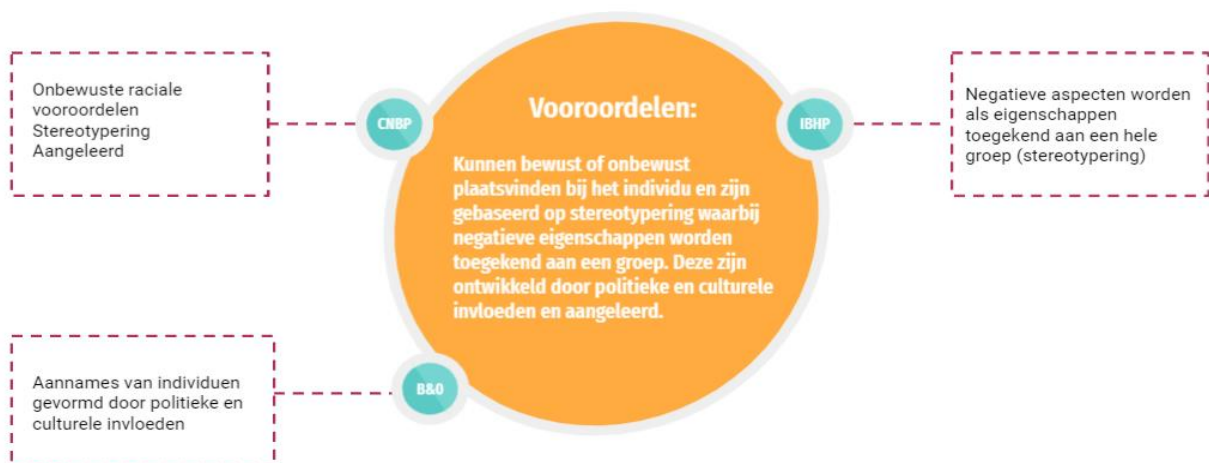 Onbewuste raciale
vooroordelen
Stereotypering
Aangeleerd
CNBP
Vooroordelen:
Kunnen bewust of onbewust
plaatsvinden bij het individu en zijn
gebaseerd op stereotypering waarbij
negatieve eigenschappen worden
toegekend aan een groep. Deze zijn
ontwikkeld door politieke en culturele
invloeden en aangeleerd.
IBHP
Negatieve aspecten worden
als eigenschappen
toegekend aan een hele
groep (stereotypering)
B&O
Aannames van individuen
gevormd door politieke en
culturele invloeden